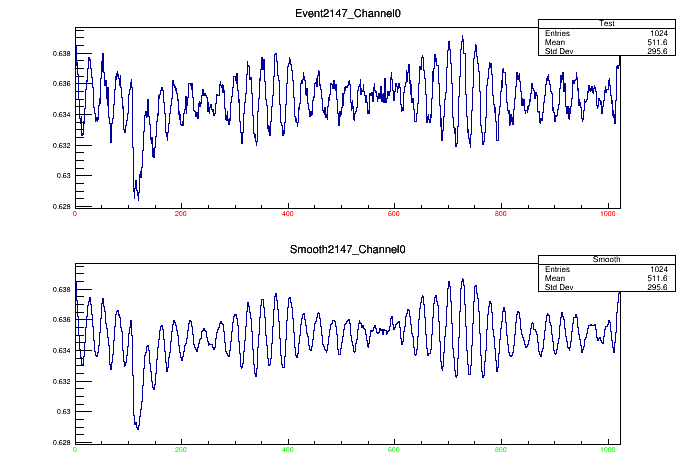 Event2147_Channel0
Test
Entries 1024
Mean 511.6
Std Dev 295.6
0.638
0.636
0.634
0.632
0.63
0.628
0 200 400 600 800 1000
Smooth2147_Channel0
Smooth
Entries 1024
Mean 511.6
Std Dev 295.6
0.638
0.636
0.634
0.632
0.63
0.628
0 200 400 600 800 1000